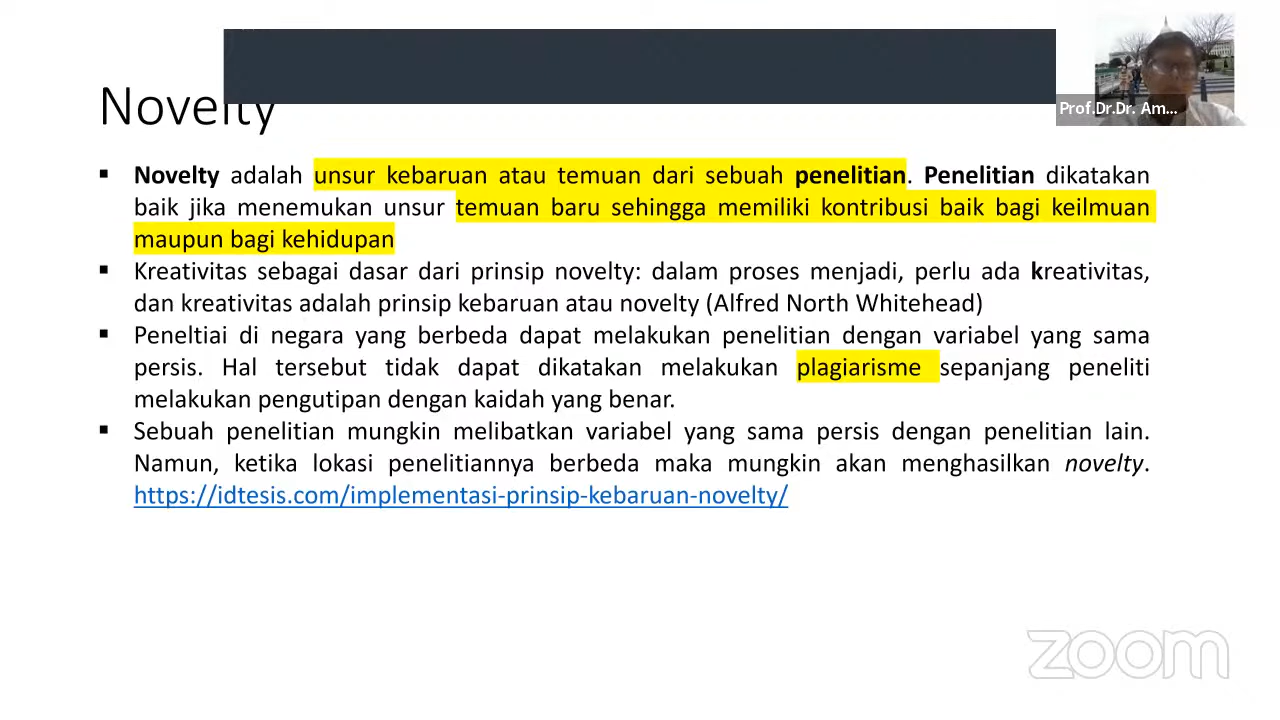 Prof.Dr.Dr. Am...
Novelty
▪ Novelty adalah unsur kebaruan atau temuan dari sebuah penelitian. Penelitian dikatakan
baik jika menemukan unsur temuan baru sehingga memiliki kontribusi baik bagi keilmuan
maupun bagi kehidupan
▪ Kreativitas sebagai dasar dari prinsip novelty: dalam proses menjadi, perlu ada kreativitas,
dan kreativitas adalah prinsip kebaruan atau novelty (Alfred North Whitehead)
▪ Peneltiai di negara yang berbeda dapat melakukan penelitian dengan variabel yang sama
persis. Hal tersebut tidak dapat dikatakan melakukan plagiarisme sepanjang peneliti
melakukan pengutipan dengan kaidah yang benar.
▪ Sebuah penelitian mungkin melibatkan variabel yang sama persis dengan penelitian lain.
Namun, ketika lokasi penelitiannya berbeda maka mungkin akan menghasilkan novelty.
https://idtesis.com/implementasi-prinsip-kebaruan-novelty/
zoom